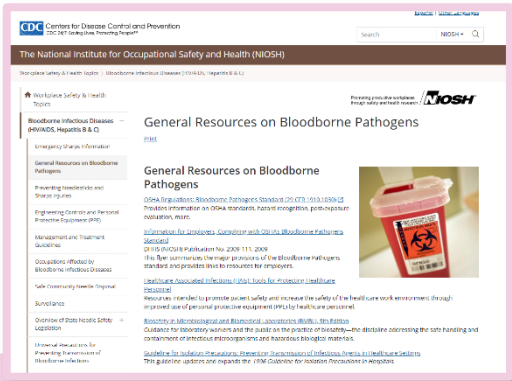 Español | Other Languages
CDC Centers for Disease Control and Prevention
CDC 24/7: Saving Lives, Protecting People™
Search NIOSH
The National Institute for Occupational Safety and Health (NIOSH)
Workplace Safety & Health Topics | Bloodborne Infectious Diseases (HIV/AIDS, Hepatitis B & C)
Workplace Safety & Health
Topics
Promoting productive workplaces
through safety and health research
NIOSH
Bloodborne Infectious Diseases
(HIV/AIDS, Hepatitis B & C)
Emergency Sharps Information
General Resources on Bloodborne
Pathogens
Preventing Needlesticks and
Sharps Injuries
Engineering Controls and Personal
Protective Equipment (PPE)
Management and Treatment
Guidelines
Occupations Affected by
Bloodborne Infectious Diseases
Safe Community Needle Disposal
Surveillance
Overview of State Needle Safety
Legislation
Universal Precautions for
Preventing Transmission of
Bloodborne Infections
General Resources on Bloodborne Pathogens
Print
General Resources on Bloodborne
Pathogens
OSHA Regulations: Bloodborne Pathogens Standard (29 CFR 1910.1030)
Provides information on OSHA standards, hazard recognition, post-exposure
evaluation, more.
Information for Employers, Complying with OSHA's Bloodborne Pathogens
Standard
DHHS (NIOSH) Publication No. 2009-111, 2009
This flyer summarizes the major provisions of the Bloodborne Pathogens
standard and provides links to resources for employers.
Healthcare Associated Infections (HAIs): Tools for Protecting Healthcare
Personnel
Resources intended to promote patient safety and increase the safety of the health care work environment through
improved use of personal protective equipment (PPE) by healthcare personnel.
Biosafety in Microbiological and Biomedical Laboratories (BMBL), 5th Edition
Guidance for laboratory workers and the public on the practice of biosafety—the discipline addressing the safe handling and
containment of infectious microorganisms and hazardous biological materials.
Guideline for Isolation Precautions: Preventing Transmission of Infectious Agents in Healthcare Settings
This guideline updates and expands the 1996 Guideline for Isolation Precautions in Hospitals.